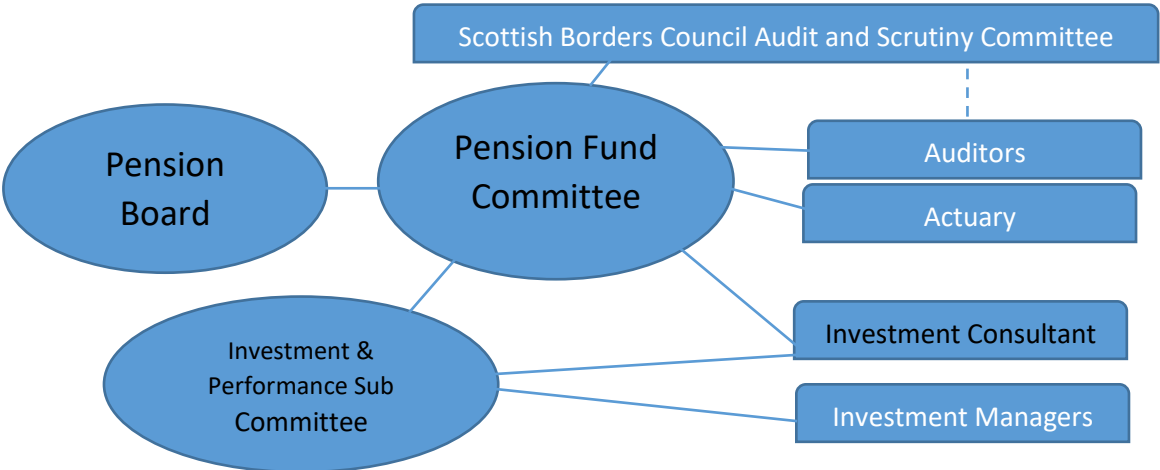 Scottish Borders Council Audit and Scrutiny Committee
Pension
Board
Pension Fund
Committee
Auditors
Actuary
Investment &
Performance Sub
Committee
Investment Consultant
Investment Managers